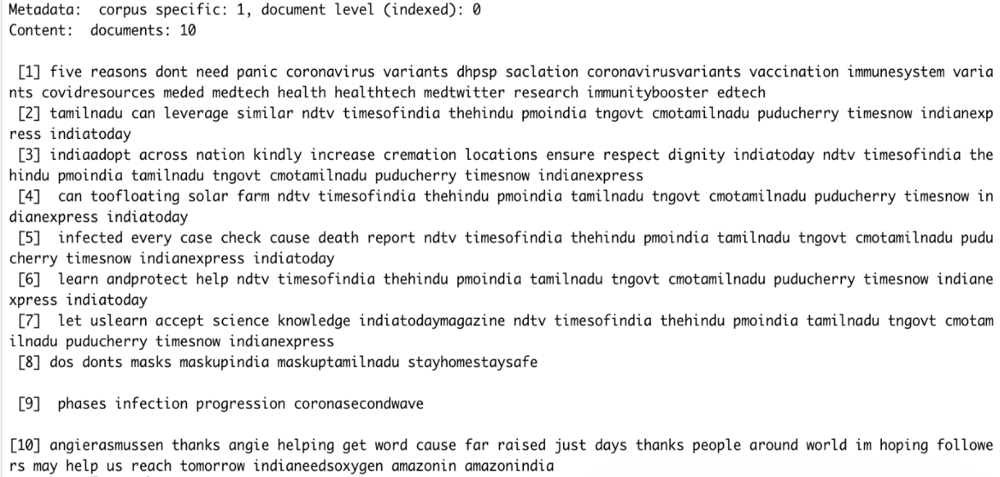 Metadata:  corpus specific: 1, document level (indexed): 0
Content:  documents: 10

 [1] five reasons dont need panic coronavirus variants dhpsp saclation coronavirusvariants vaccination immunesystem varia
nts covidresources meded medtech health healthtech medtwitter research immunitybooster edtech
 [2] tamilnadu can leverage similar ndtv timesofindia thehindu pmoindia tngovt cmotamilnadu puducherry timesnow indianexp
ress indiatoday
 [3] indiaadopt across nation kindly increase cremation locations ensure respect dignity indiatoday ndtv timesofindia the
hindu pmoindia tamilnadu tngovt cmotamilnadu puducherry timesnow indianexpress
 [4]  can toofloating solar farm ndtv timesofindia thehindu pmoindia tamilnadu tngovt cmotamilnadu puducherry timesnow in
dianexpress indiatoday
 [5]  infected every case check cause death report ndtv timesofindia thehindu pmoindia tamilnadu tngovt cmotamilnadu pudu
cherry timesnow indianexpress indiatoday
 [6]  learn andprotect help ndtv timesofindia thehindu pmoindia tamilnadu tngovt cmotamilnadu puducherry timesnow indiane
xpress indiatoday
 [7]  let uslearn accept science knowledge indiatodaymagazine ndtv timesofindia thehindu pmoindia tamilnadu tngovt cmotam
ilnadu puducherry timesnow indianexpress
 [8] dos donts masks maskupindia maskuptamilnadu stayhomestaysafe

 [9]  phases infection progression coronasecondwave

[10] angierasmussen thanks angie helping get word cause far raised just days thanks people around world im hoping followe
rs may help us reach tomorrow indianeedsoxygen amazonin amazonindia